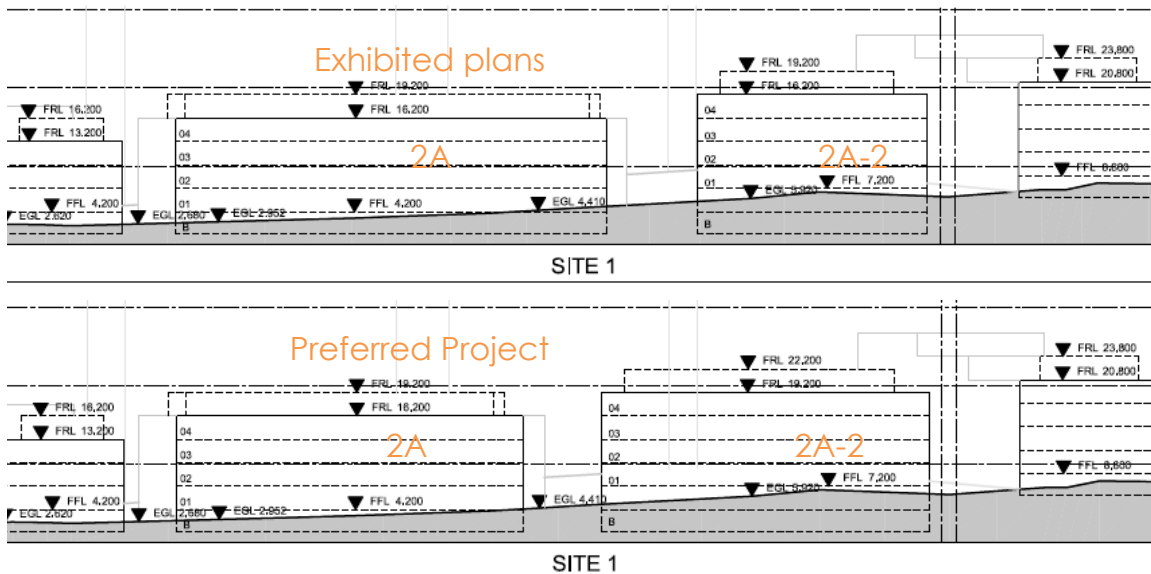 Exhibited plans
FRL 23,800
FRL 19,200
FRL 20,800
FRL 19,200
FRL 16,200
FRL 16,200
FRL 16,200
04
FRL 13,200
04
03
2A
03
2A-2
02
FFL 8,680
02
01
FFL 7,200
EGL 5,920
FFL 4,200
01
FFL 4,200
EGL 4,410
EGL 2,620
EGL 2,680
EGL 2,952
B
B
SITE 1
Preferred Project
FRL 23,800
FRL 22,200
FRL 20,800
FRL 19,200
FRL 19,200
FRL 16,200
FRL 16,200
04
FRL 13,200
04
03
2A
03
2A-2
02
02
FFL 8,680
01
FFL 7,200
EGL 5,920
FFL 4,200
01
FFL 4,200
EGL 4,410
EGL 2,620
EGL 2,680
EGL 2,952
B
B
SITE 1